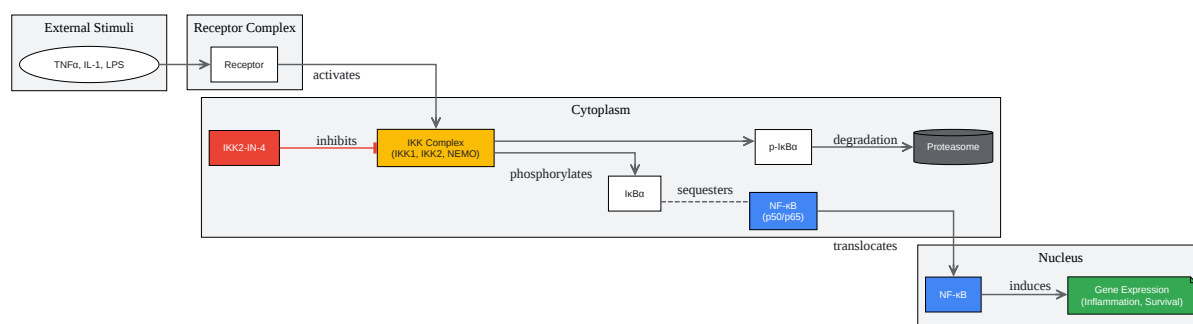 External Stimuli
TNFα, IL-1, LPS
Receptor Complex
Receptor
activates
Cytoplasm
IKK2-IN-4
inhibits
IKK Complex
(IKK1, IKK2, NEMO)
phosphorylates
p-IκBα
degradation
Proteasome
IκBα
sequesters
NF-κB
(p50/p65)
translocates
Nucleus
NF-κB
induces
Gene Expression
(Inflammation, Survival)